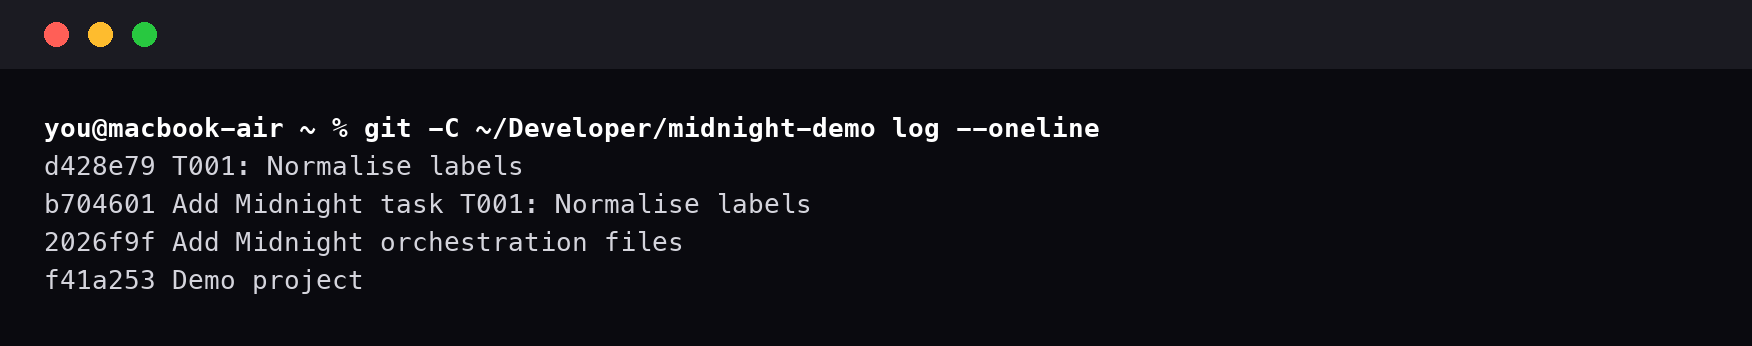 you@macbook-air ~ % git -C ~/Developer/midnight-demo log --oneline
d428e79 T001: Normalise labels
b704601 Add Midnight task T001: Normalise labels
2026f9f Add Midnight orchestration files
f41a253 Demo project